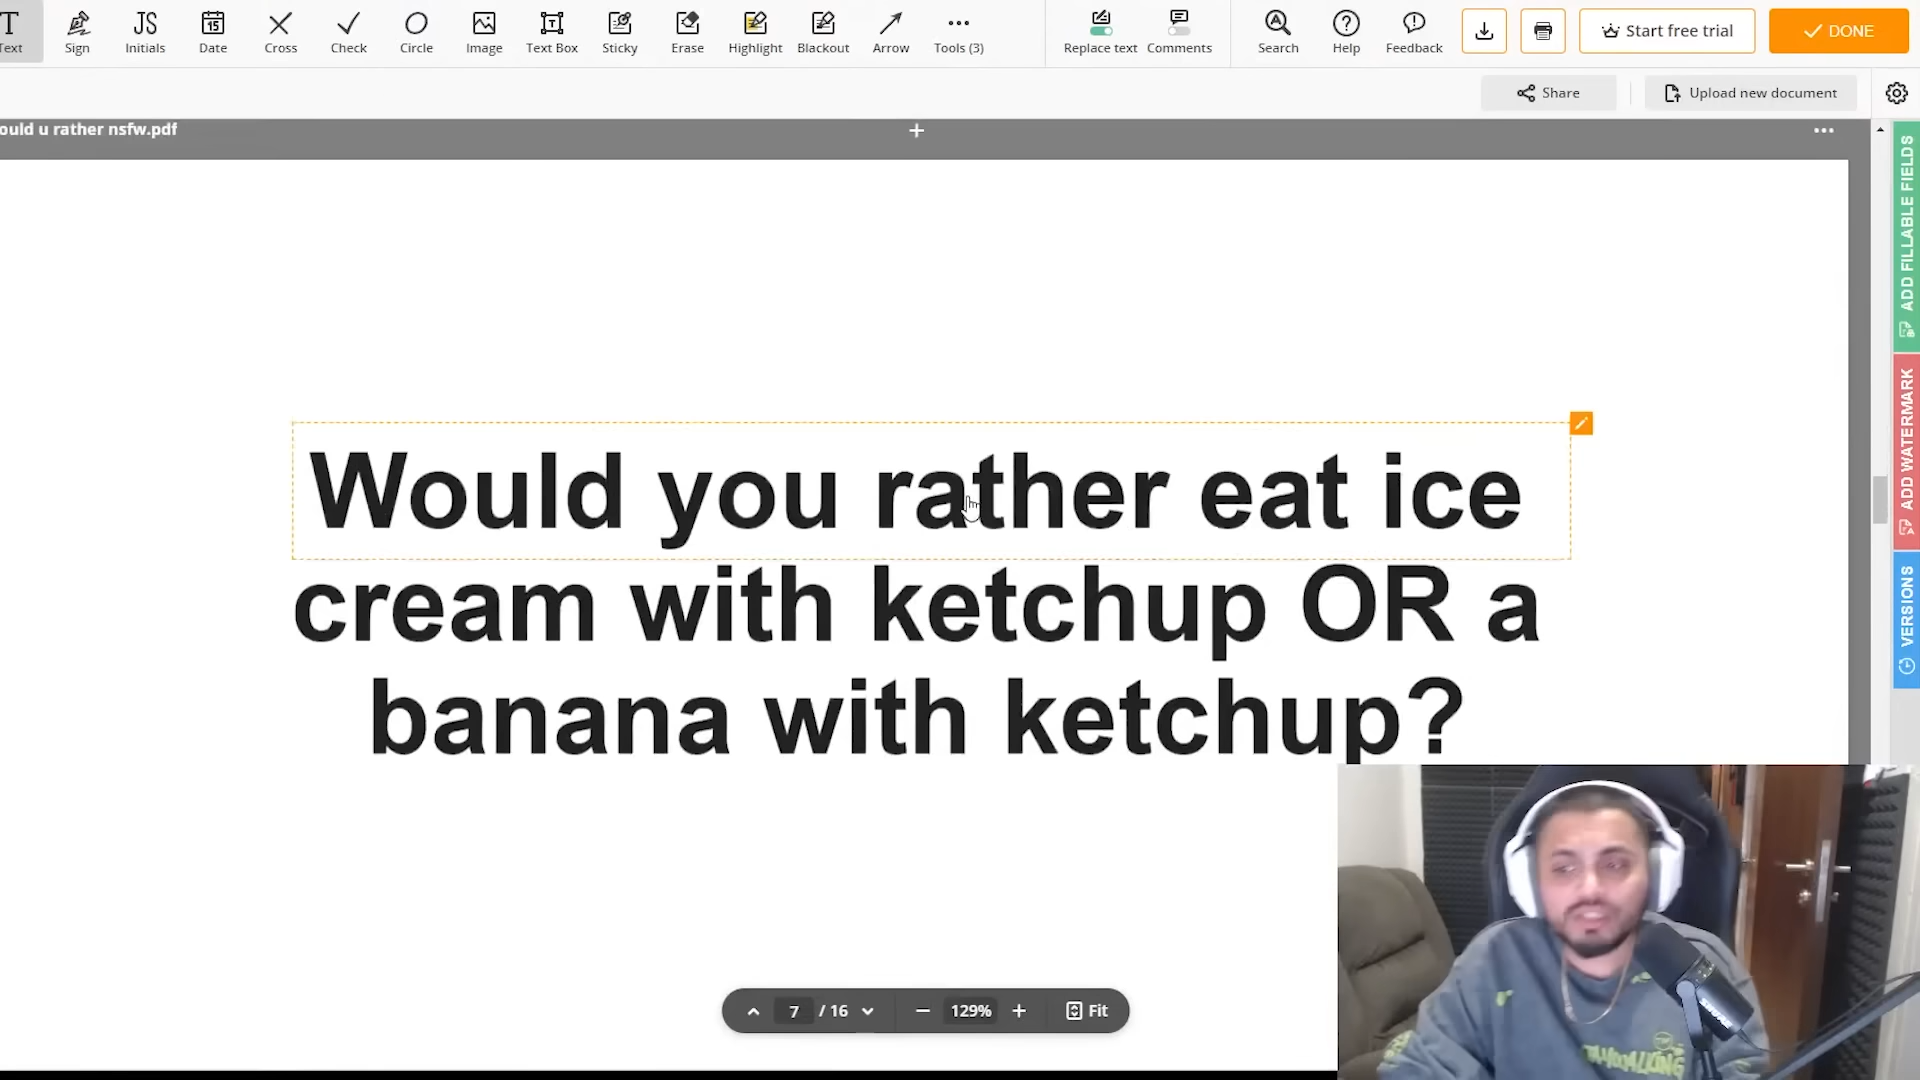 Text
Sign
JS
Initials
15
Date
Cross
Check
Circle
Image
Text Box
Sticky
Erase
Highlight
Blackout
Arrow
Tools (3)
Replace text
Comments
Search
Help
Feedback
Start free trial
DONE
Share
Upload new document
ould u rather nsfw.pdf
ADD FILLABLE FIELDS
ADD WATERMARK
VERSIONS
Would you rather eat ice
cream with ketchup OR a
banana with ketchup?
7 / 16
129%
Fit